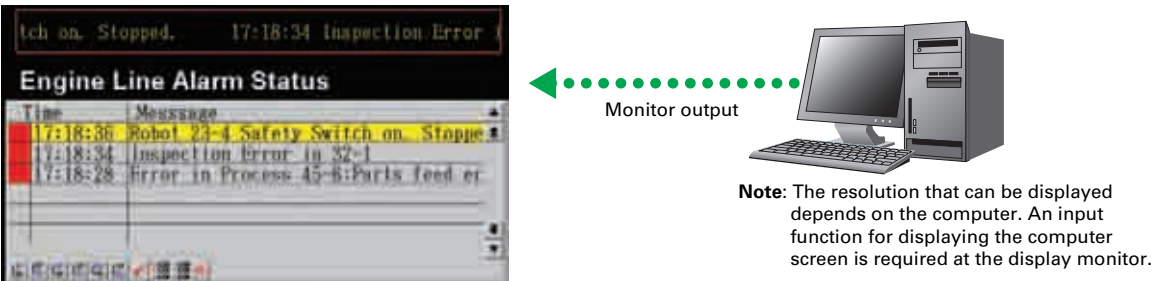 tch on. Stopped. 17:18:34 Inspection Error
Engine Line Alarm Status
Time Messsage
17:18:36 Robot 23-4 Safety Switch on. Stoppe
17:18:34 Inspection Error in 32-1
17:18:28 Error in Process 45-6:Parts feed er
Monitor output
Note: The resolution that can be displayed
depends on the computer. An input
function for displaying the computer
screen is required at the display monitor.